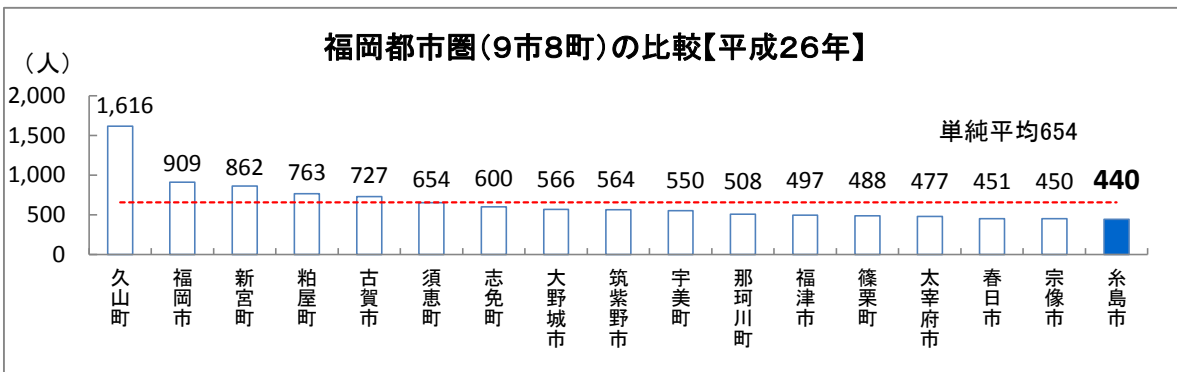 福岡都市圏(9市8町)の比較【平成26年】
(人)
2,000
1,500
1,000
500
0
単純平均654
1,616
909
862
763
727
654
600
566
564
550
508
497
488
477
451
450
440
久山町
福岡市
新宮町
粕屋町
古賀市
須恵町
志免町
大野城市
筑紫野市
宇美町
那珂川町
福津市
篠栗町
太宰府市
春日市
宗像市
糸島市